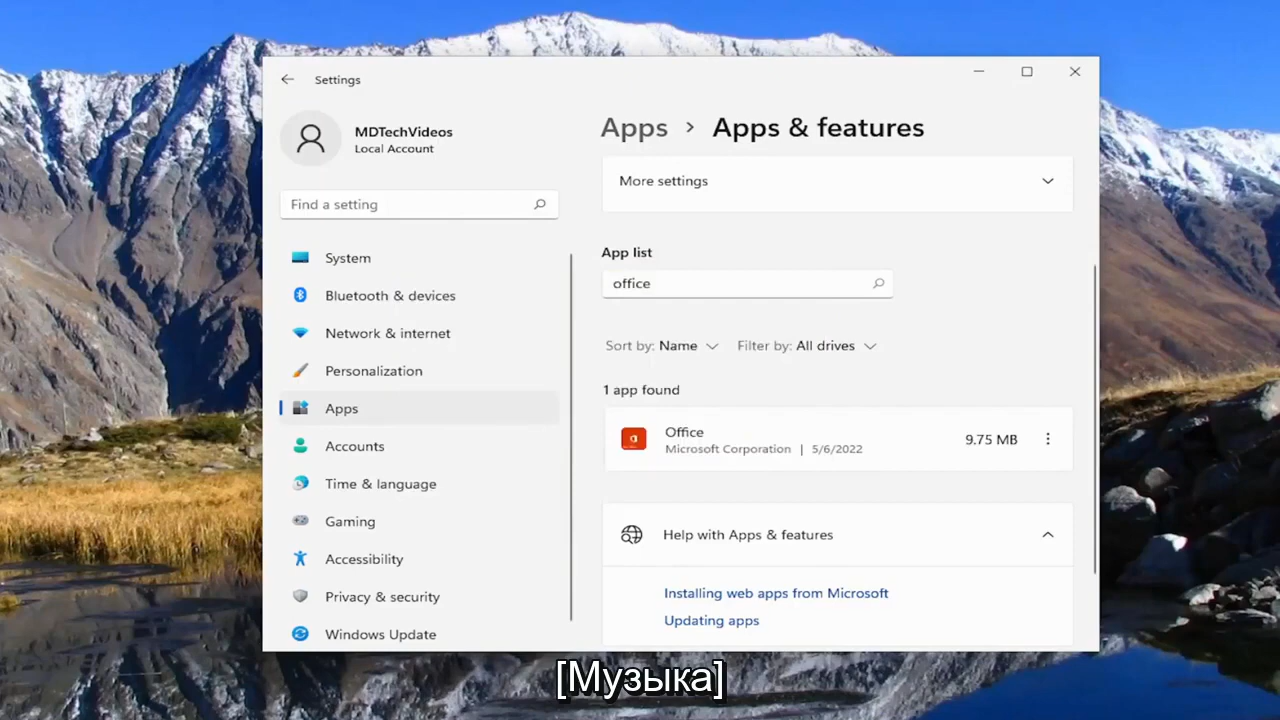 Settings
MDTechVideos
Local Account
Find a setting
System
Bluetooth & devices
Network & internet
Personalization
Apps
Accounts
Time & language
Gaming
Accessibility
Privacy & security
Windows Update
Apps > Apps & features
More settings
App list
office
Sort by: Name Filter by: All drives
1 app found
Office
Microsoft Corporation | 5/6/2022
9.75 MB
Help with Apps & features
Installing web apps from Microsoft
Updating apps
[Музыка]